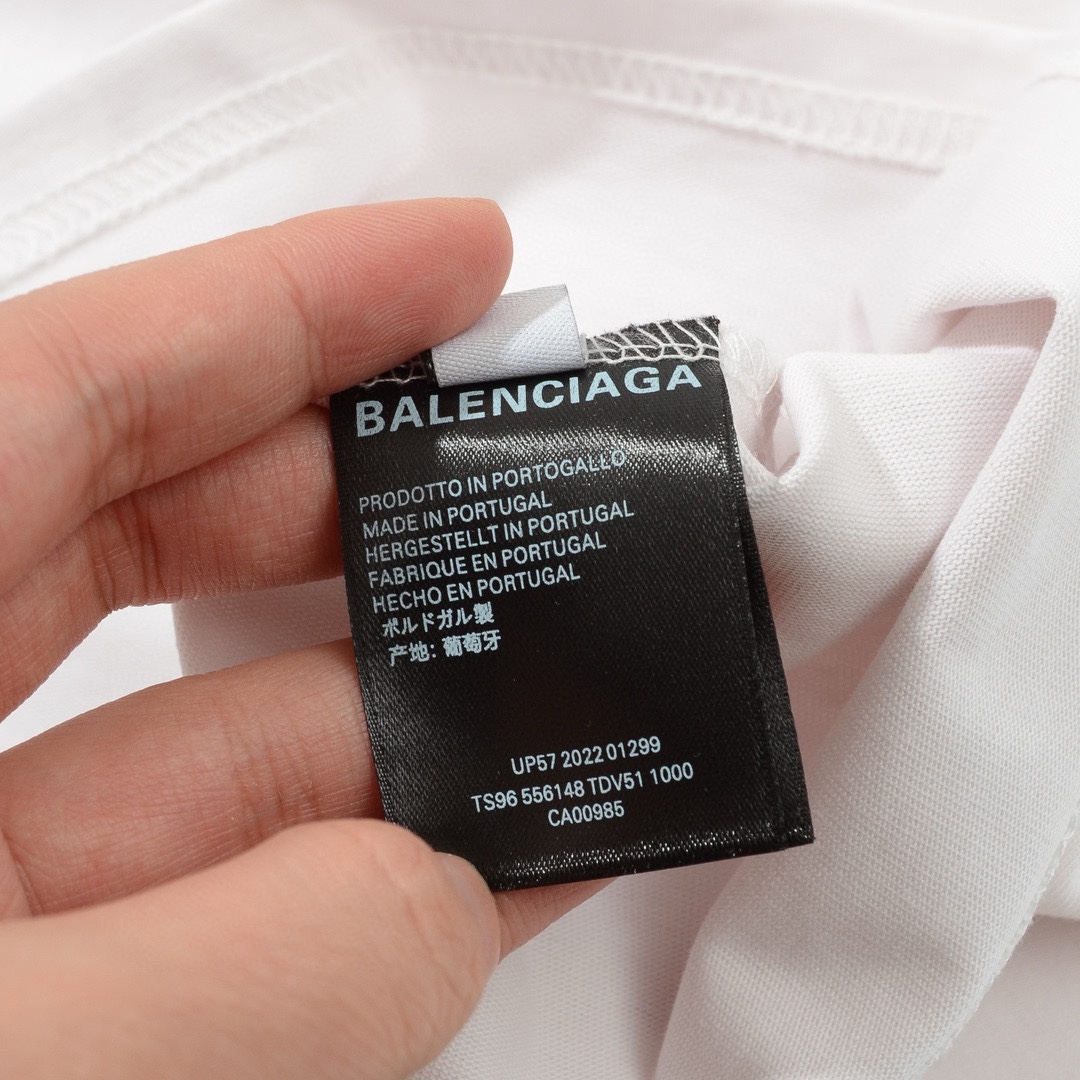 BALENCIAGA
PRODOTTO IN PORTOGALLO
MADE IN PORTUGAL
HERGESTELLT IN PORTUGAL
FABRIQUE EN PORTUGAL
HECHO EN PORTUGAL
ポルドガル製
产地: 葡萄牙
UP57 2022 01299
TS96 556148 TDV51 1000
CA00985